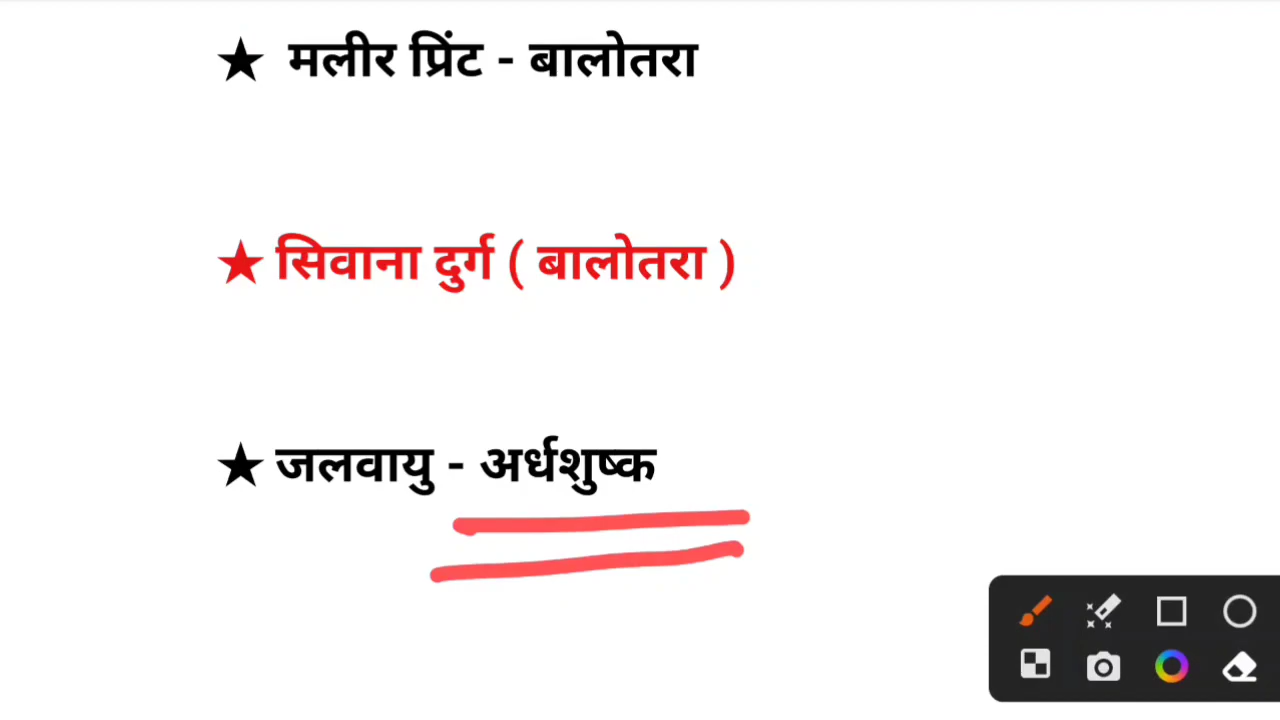 ★ मलीर प्रिंट - बालोतरा
★ सिवाना दुर्ग ( बालोतरा )
★ जलवायु - अर्धशुष्क